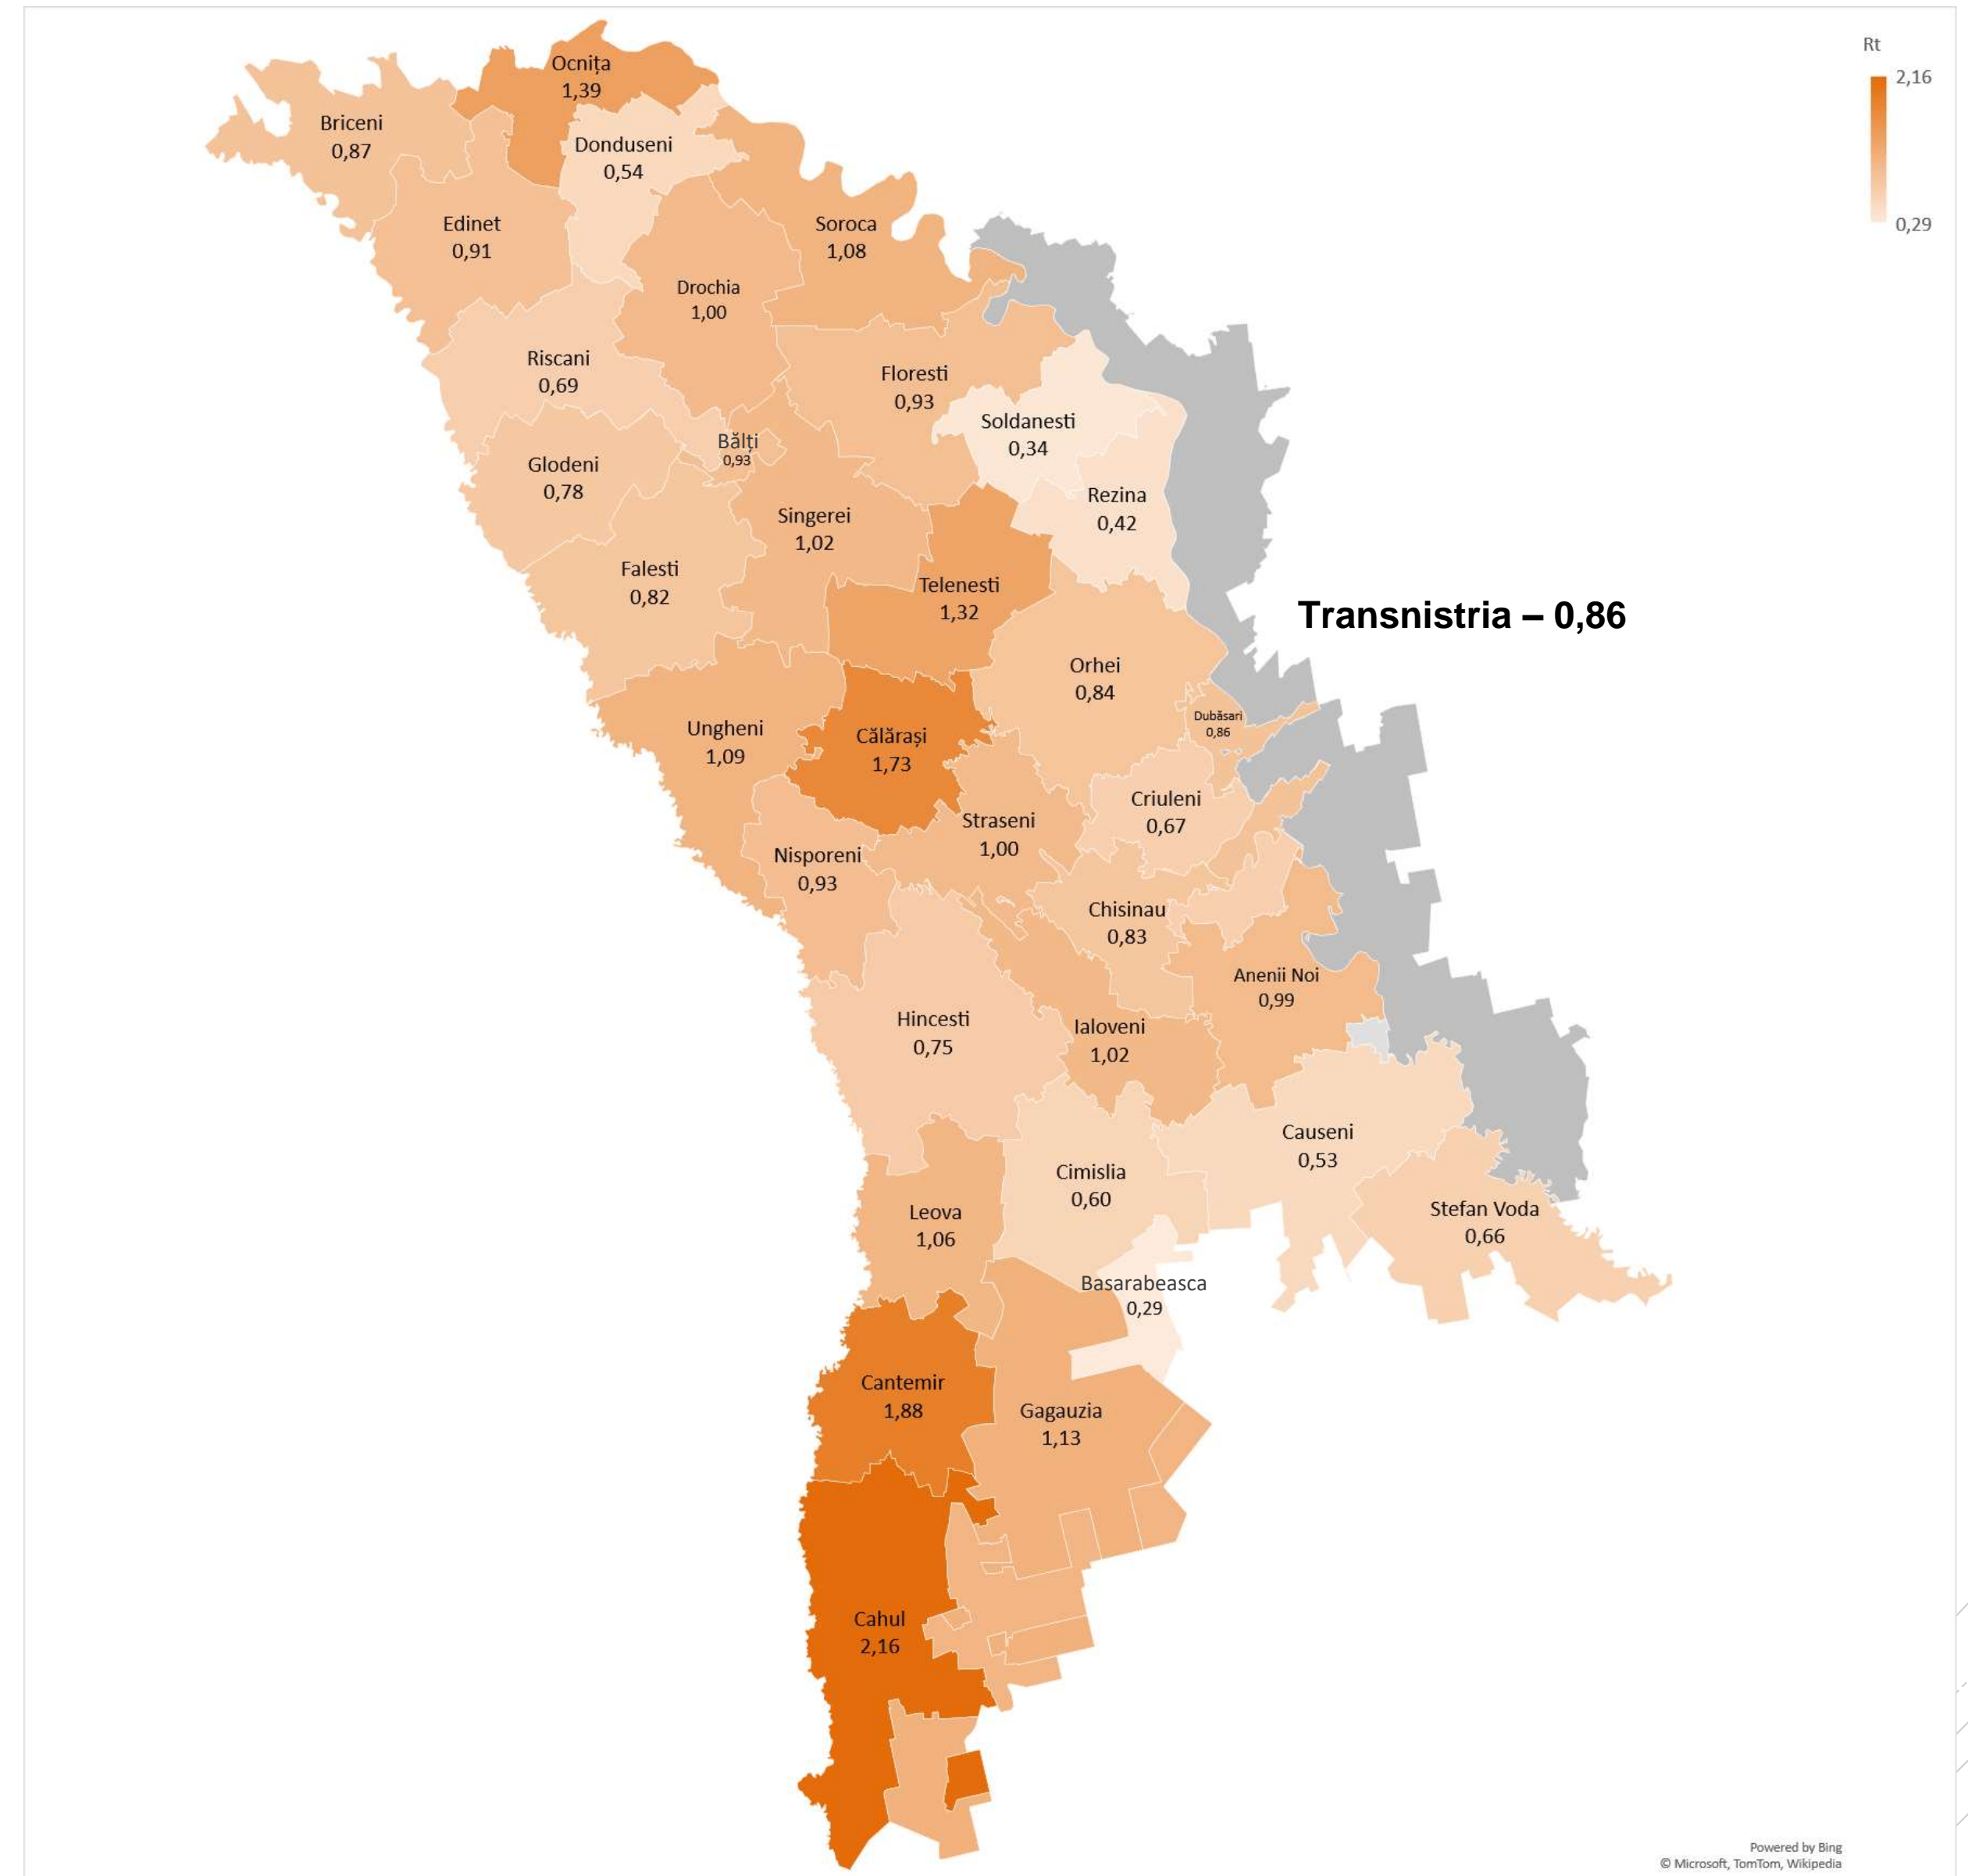 Rt
2,16
0,29
Ocnița
1,39
Briceni
0,87
Donduseni
0,54
Edinet
0,91
Soroca
1,08
Drochia
1,00
Riscani
0,69
Floresti
0,93
Soldanesti
0,34
Bălți
0,93
Glodeni
0,78
Rezina
0,42
Singerei
1,02
Falesti
0,82
Telenesti
1,32
Transnistria – 0,86
Orhei
0,84
Dubăsari
0,86
Ungheni
1,09
Călărași
1,73
Criuleni
0,67
Straseni
1,00
Nisporeni
0,93
Chisinau
0,83
Anenii Noi
0,99
Hincesti
0,75
Ialoveni
1,02
Causeni
0,53
Cimislia
0,60
Stefan Voda
0,66
Leova
1,06
Basarabeasca
0,29
Cantemir
1,88
Gagauzia
1,13
Cahul
2,16
Powered by Bing
© Microsoft, TomTom, Wikipedia